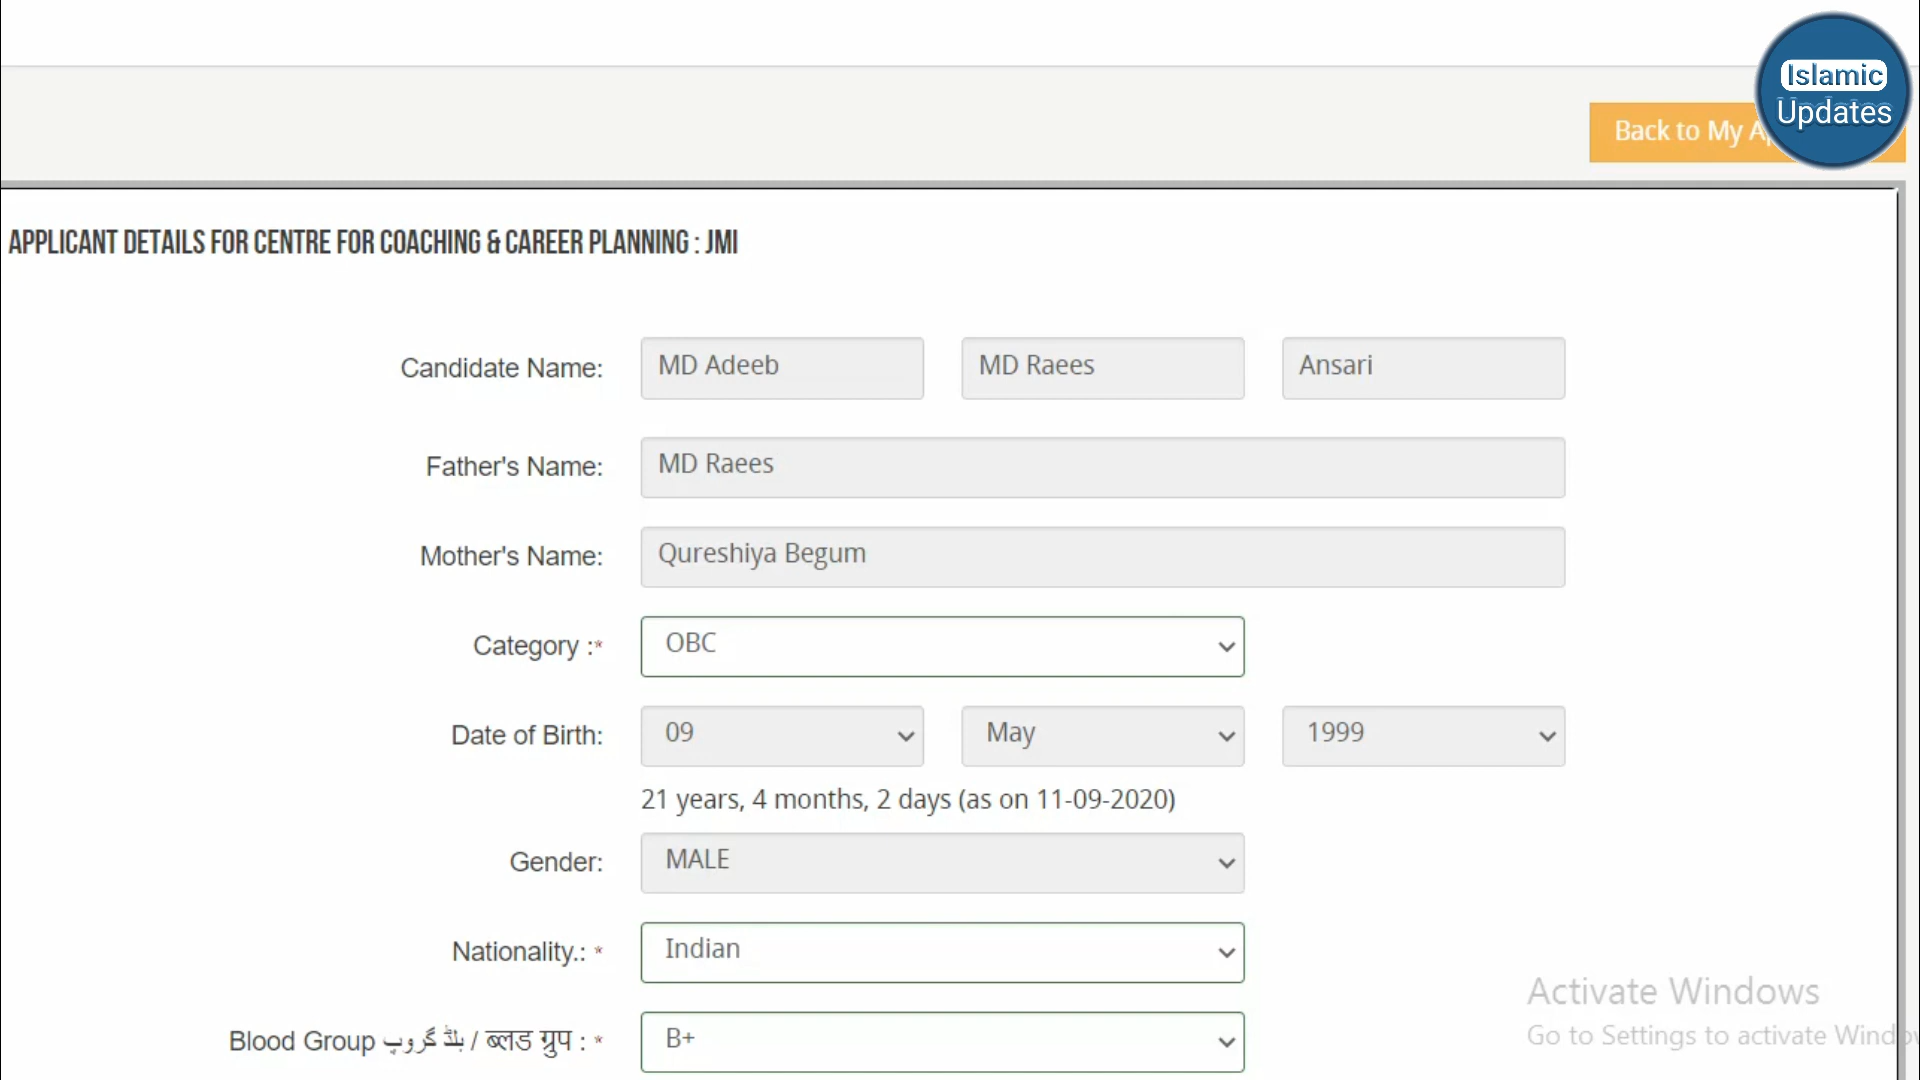 Islamic
Updates
Back to My
APPLICANT DETAILS FOR CENTRE FOR COACHING & CAREER PLANNING : JMI
Candidate Name: MD Adeeb MD Raees Ansari
Father's Name: MD Raees
Mother's Name: Qureshiya Begum
Category :* OBC
Date of Birth: 09 May 1999
21 years, 4 months, 2 days (as on 11-09-2020)
Gender: MALE
Nationality.: * Indian
Blood Group بلڈ گروپ / ब्लड ग्रुप : * B+
Activate Windows
Go to Settings to activate